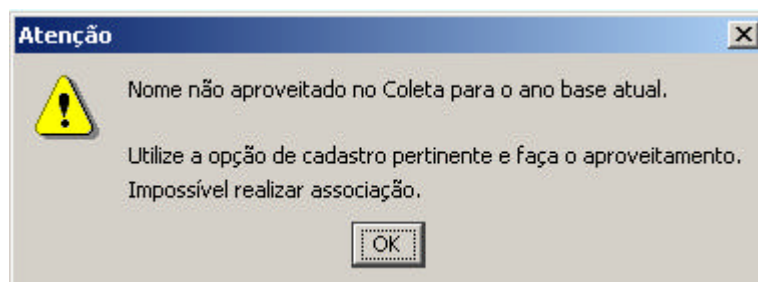 Atenção
Nome não aproveitado no Coleta para o ano base atual.
Utilize a opção de cadastro pertinente e faça o aproveitamento.
Impossível realizar associação.
OK